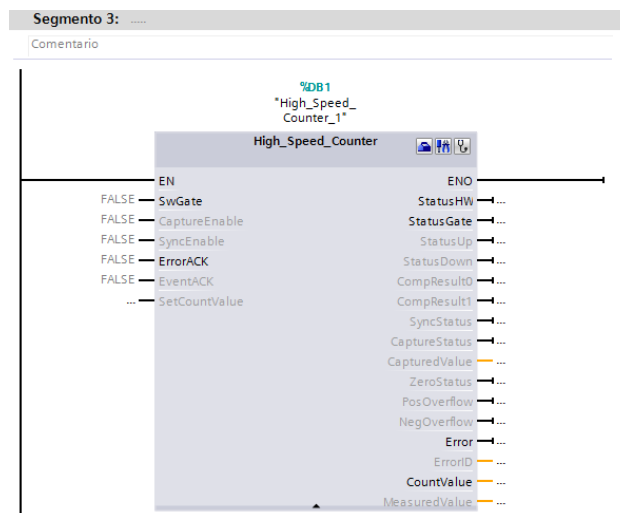 Segmento 3: .....
Comentario
%DB1
"High_Speed_
Counter_1"
High_Speed_Counter
EN ENO
FALSE SwGate StatusHW ...
FALSE CaptureEnable StatusGate ...
FALSE SyncEnable StatusUp ...
FALSE ErrorACK StatusDown ...
FALSE EventACK CompResult0 ...
... SetCountValue CompResult1 ...
SyncStatus ...
CaptureStatus ...
CapturedValue ...
ZeroStatus ...
PosOverflow ...
NegOverflow ...
Error ...
ErrorID ...
CountValue ...
MeasuredValue ...